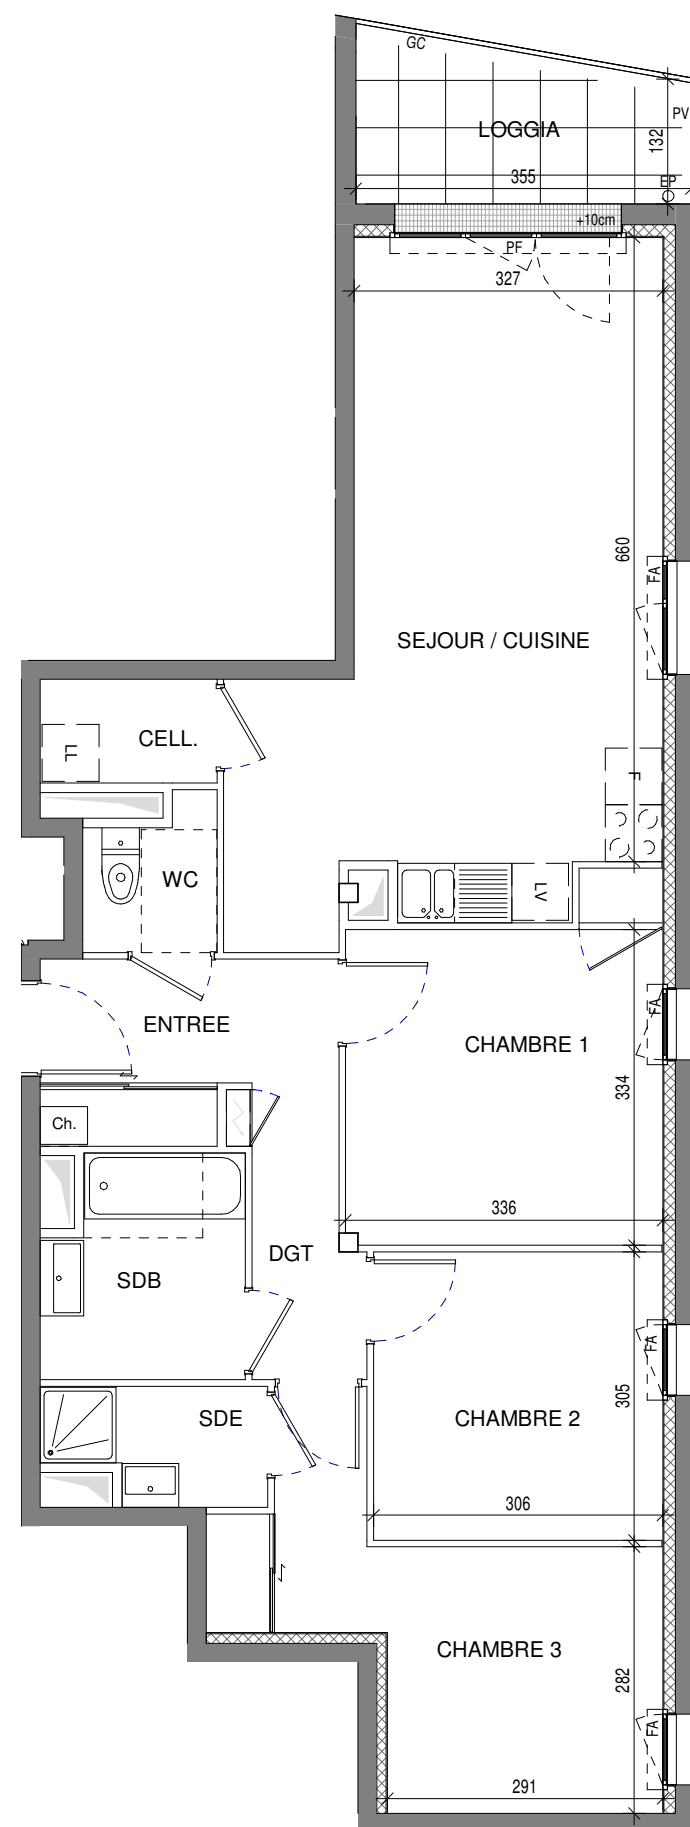 GC
PV
LOGGIA
132
355
EP
+10cm
PF
327
660
FA
SEJOUR / CUISINE
CELL.
LL
F
WC
LV
ENTREE
FA
CHAMBRE 1
334
Ch.
336
DGT
SDB
FA
305
SDE
CHAMBRE 2
306
CHAMBRE 3
282
FA
291